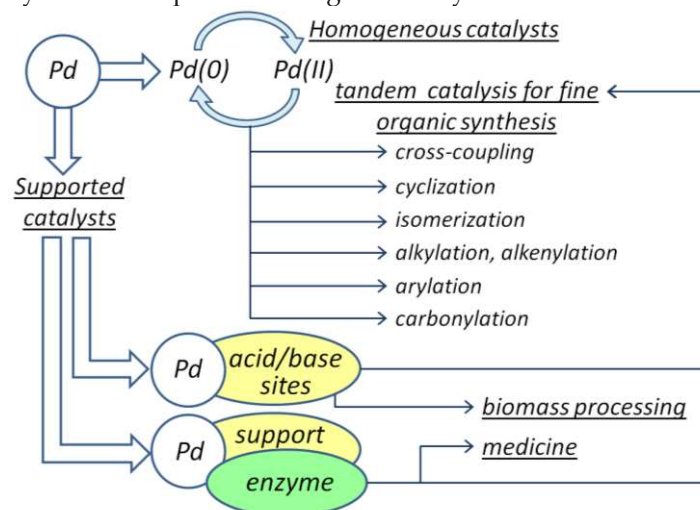 Homogeneous catalysts
Pd
Pd(0)
Pd(II)
tandem catalysis for fine
organic synthesis
cross-coupling
cyclization
isomerization
alkylation, alkenylation
arylation
carbonylation
Supported
catalysts
Pd
acid/base
sites
biomass processing
Pd
support
enzyme
medicine